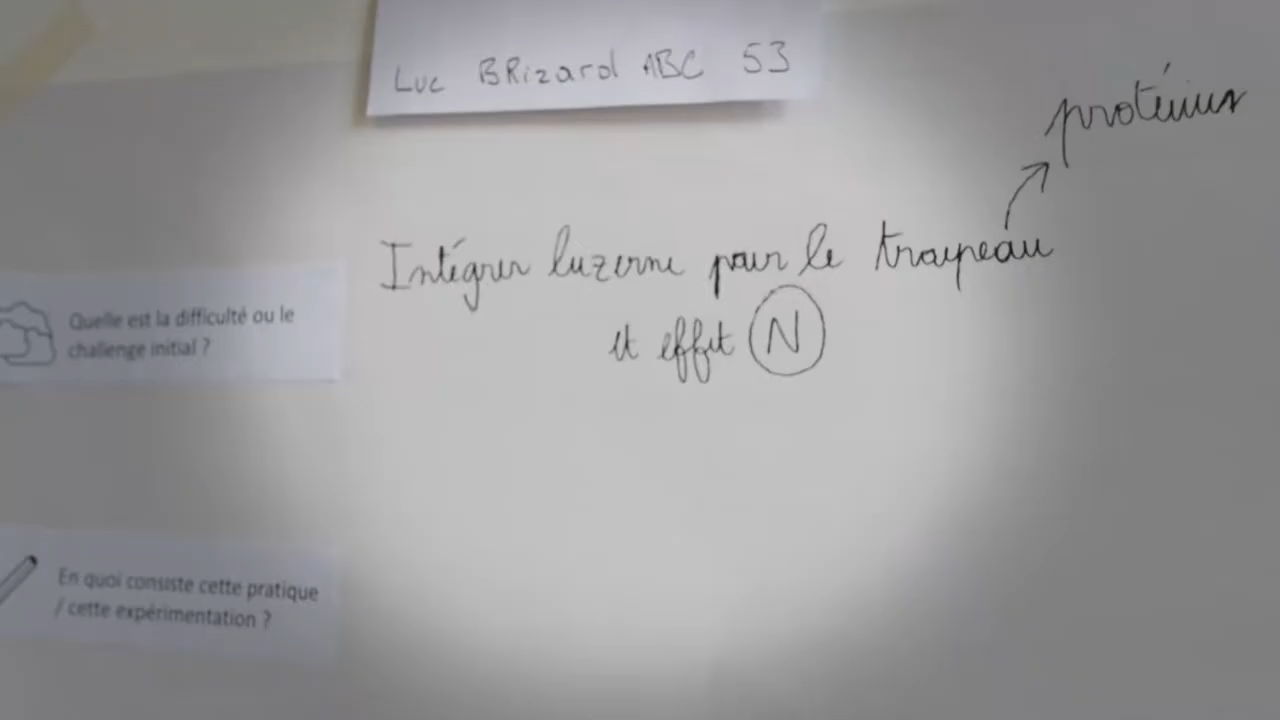 Luc BRizard ABC 53
protéines
Intégrer luzerne pour le troupeau
et effet N
Quelle est la difficulté ou le
challenge initial ?
En quoi consiste cette pratique
/ cette expérimentation ?